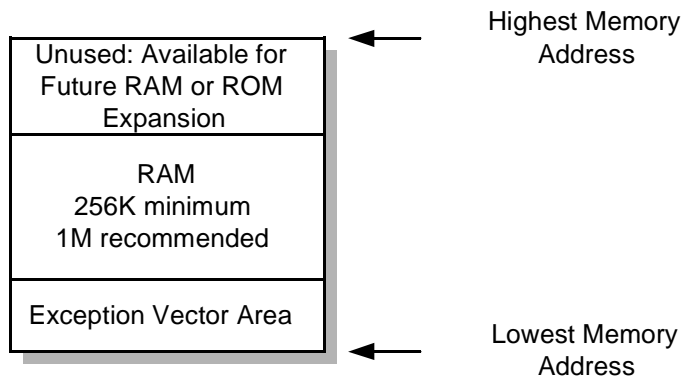 Highest Memory
Address
Unused: Available for
Future RAM or ROM
Expansion
RAM
256K minimum
1M recommended
Exception Vector Area
Lowest Memory
Address